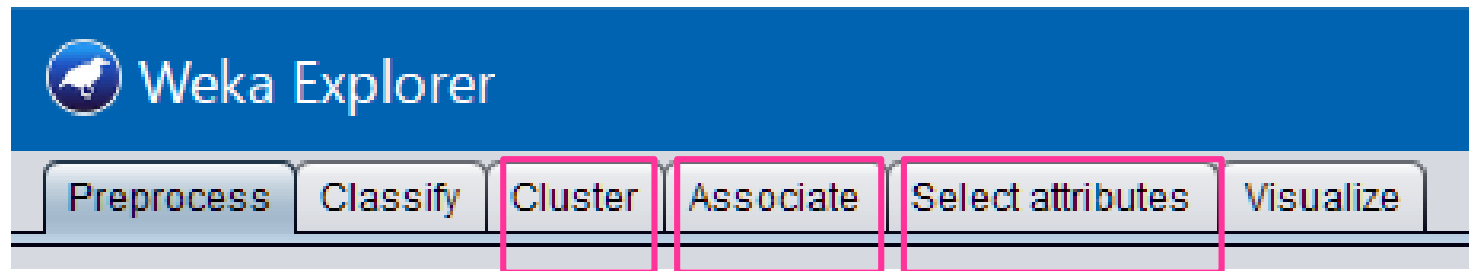 Weka Explorer
Preprocess Classify Cluster Associate Select attributes Visualize